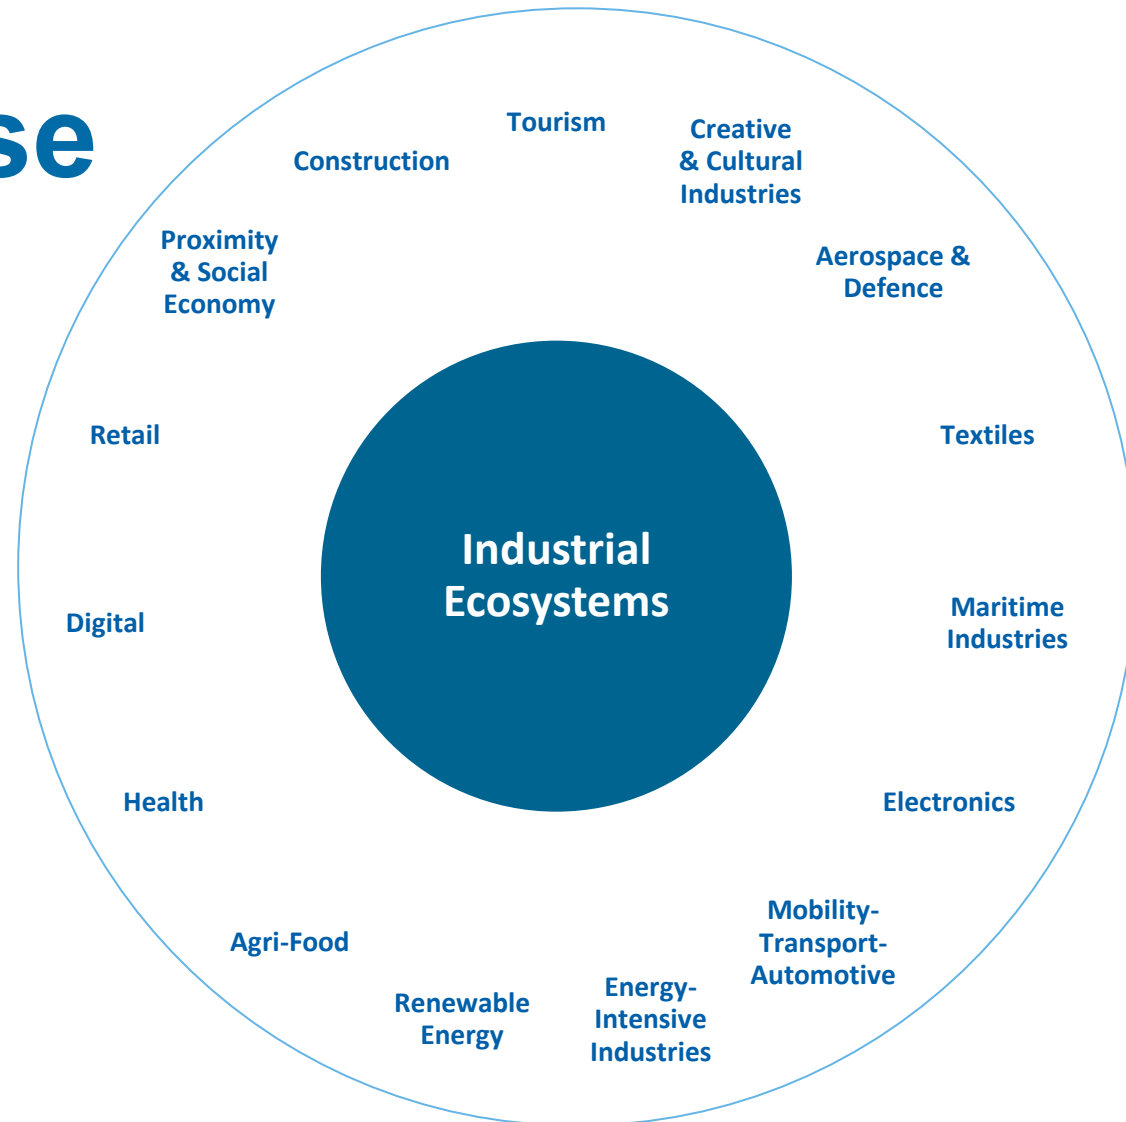 se
Tourism
Creative
& Cultural
Industries
Construction
Proximity
& Social
Economy
Aerospace &
Defence
Retail
Textiles
Industrial
Ecosystems
Digital
Maritime
Industries
Health
Electronics
Agri-Food
Mobility-
Transport-
Automotive
Renewable
Energy
Energy-
Intensive
Industries